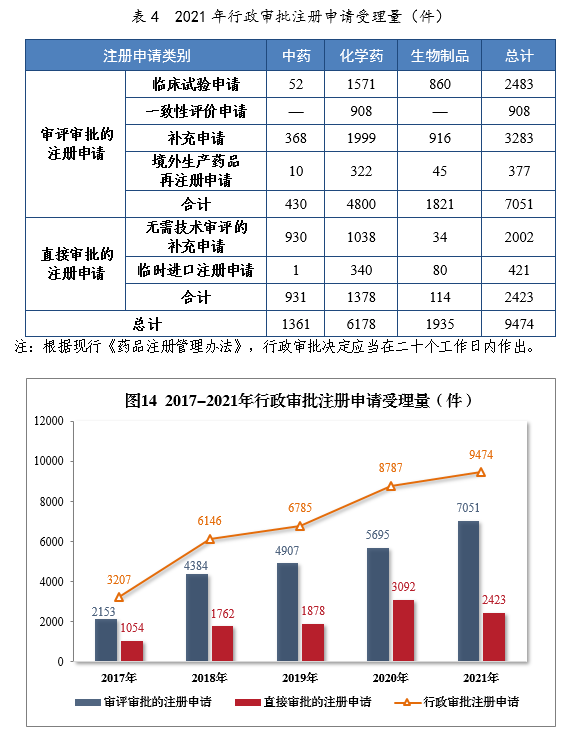 表 4 2021 年行政审批注册申请受理量（件）
注册申请类别 中药 化学药 生物制品 总计
审评审批的
注册申请
临床试验申请 52 1571 860 2483
一致性评价申请 — 908 — 908
补充申请 368 1999 916 3283
境外生产药品
再注册申请 10 322 45 377
合计 430 4800 1821 7051
直接审批的
注册申请
无需技术审评的
补充申请 930 1038 34 2002
临时进口注册申请 1 340 80 421
合计 931 1378 114 2423
总计 1361 6178 1935 9474
注：根据现行《药品注册管理办法》，行政审批决定应当在二十个工作日内作出。
图14 2017-2021年行政审批注册申请受理量（件）
12000
10000
8000
6000
4000
2000
0
3207
6146
6785
8787
9474
2153
4384
4907
5695
7051
1054
1762
1878
3092
2423
2017年 2018年 2019年 2020年 2021年
审评审批的注册申请 直接审批的注册申请 行政审批注册申请